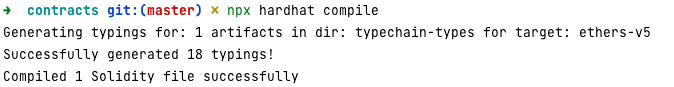 ➜  contracts git:(master) ✗ npx hardhat compile
Generating typings for: 1 artifacts in dir: typechain-types for target: ethers-v5
Successfully generated 18 typings!
Compiled 1 Solidity file successfully